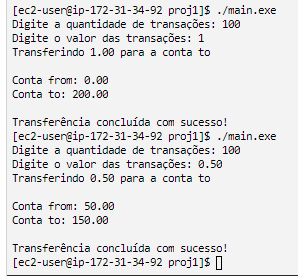 [ec2-user@ip-172-31-34-92 proj1]$ ./main.exe
Digite a quantidade de transações: 100
Digite o valor das transações: 1
Transferindo 1.00 para a conta to
Conta from: 0.00
Conta to: 200.00
Transferência concluída com sucesso!
[ec2-user@ip-172-31-34-92 proj1]$ ./main.exe
Digite a quantidade de transações: 100
Digite o valor das transações: 0.50
Transferindo 0.50 para a conta to
Conta from: 50.00
Conta to: 150.00
Transferência concluída com sucesso!
[ec2-user@ip-172-31-34-92 proj1]$